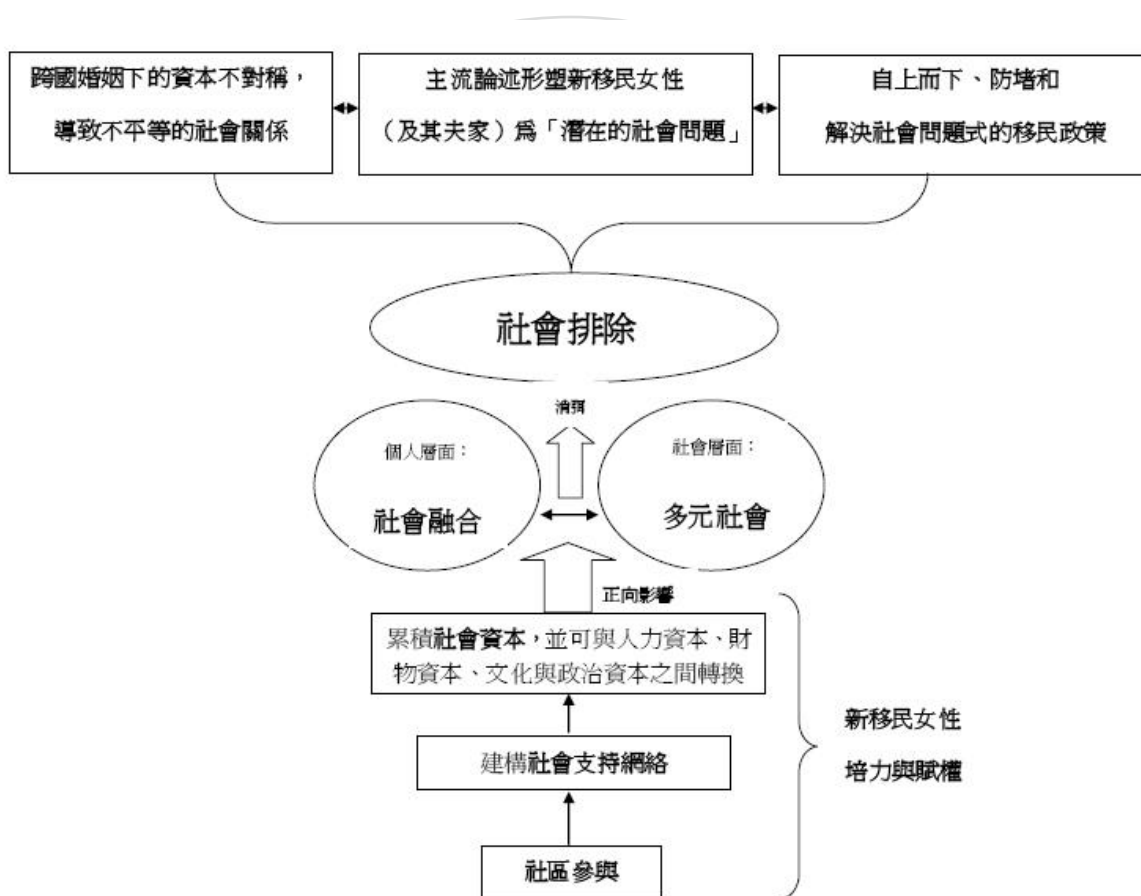 跨國婚姻下的資本不對稱，
導致不平等的社會關係
主流論述形塑新移民女性
（及其夫家）為「潛在的社會問題」
自上而下、防堵和
解決社會問題式的移民政策
社會排除
消弭
個人層面：
社會融合
社會層面：
多元社會
正向影響
累積社會資本，並可與人力資本、財
物資本、文化與政治資本之間轉換
建構社會支持網絡
社區參與
新移民女性
培力與賦權